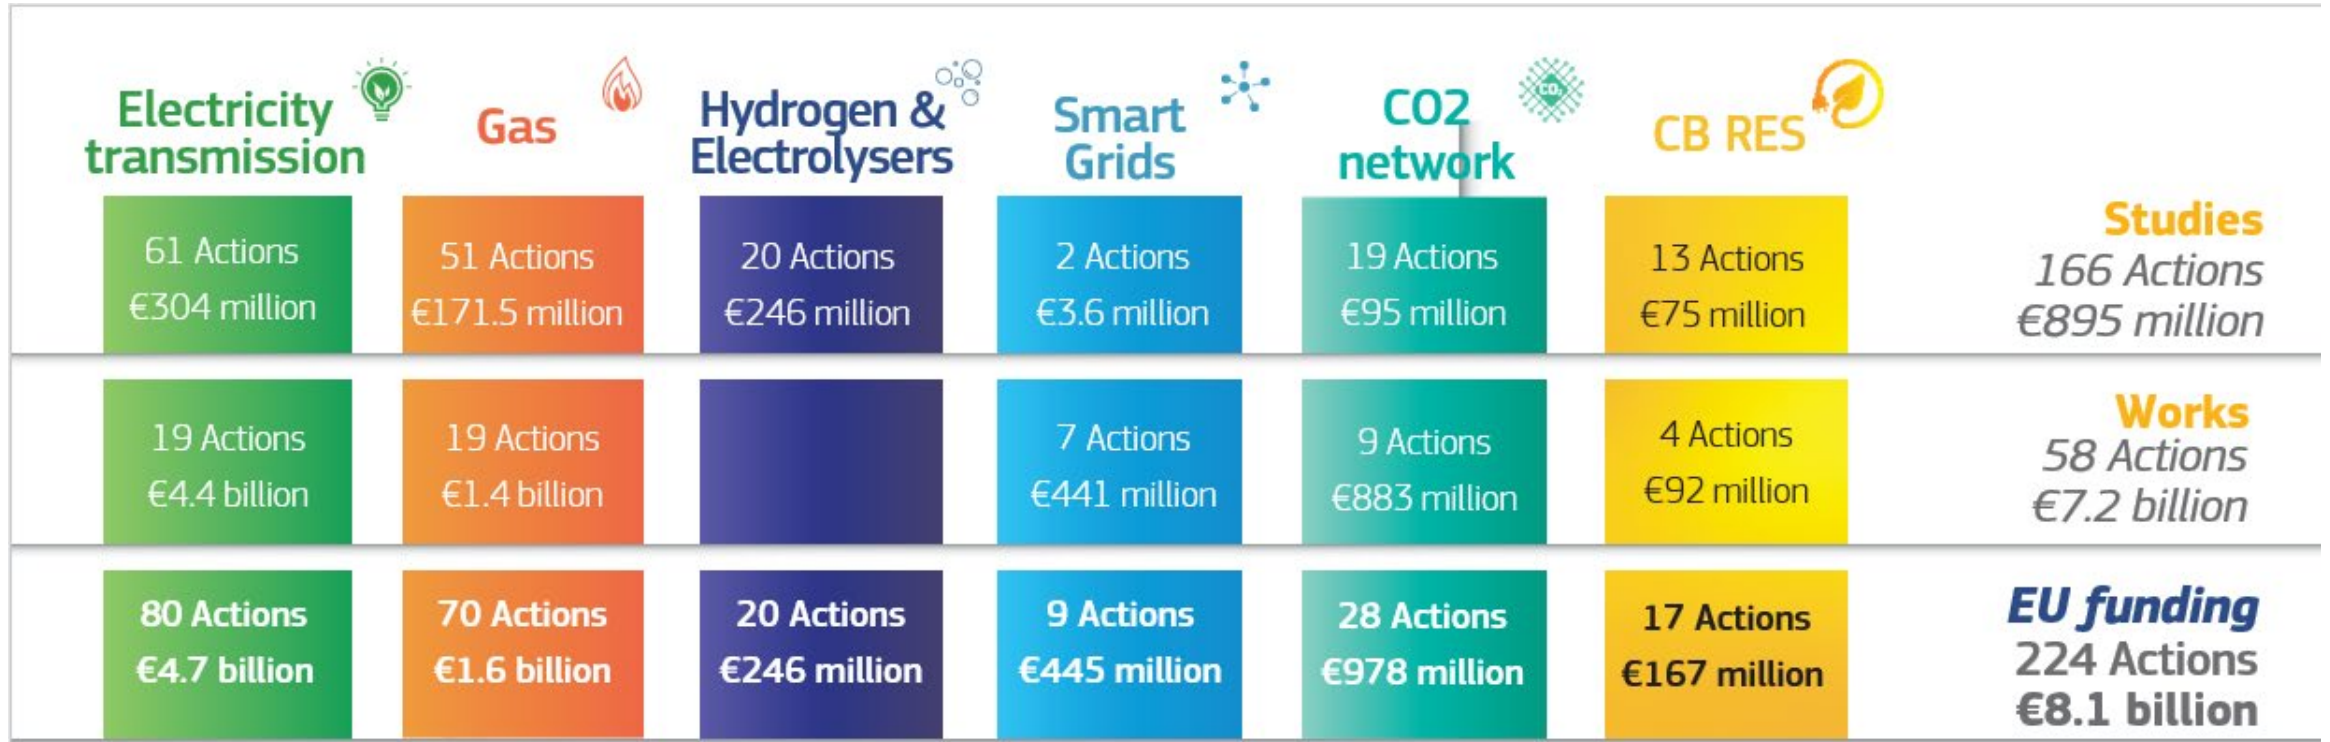 Electricity
transmission
Gas
Hydrogen &
Electrolysers
Smart
Grids
CO2
network
CO₂
CB RES
61 Actions
€304 million
51 Actions
€171.5 million
20 Actions
€246 million
2 Actions
€3.6 million
19 Actions
€95 million
13 Actions
€75 million
Studies
166 Actions
€895 million
19 Actions
€4.4 billion
19 Actions
€1.4 billion
7 Actions
€441 million
9 Actions
€883 million
4 Actions
€92 million
Works
58 Actions
€7.2 billion
80 Actions
€4.7 billion
70 Actions
€1.6 billion
20 Actions
€246 million
9 Actions
€445 million
28 Actions
€978 million
17 Actions
€167 million
EU funding
224 Actions
€8.1 billion